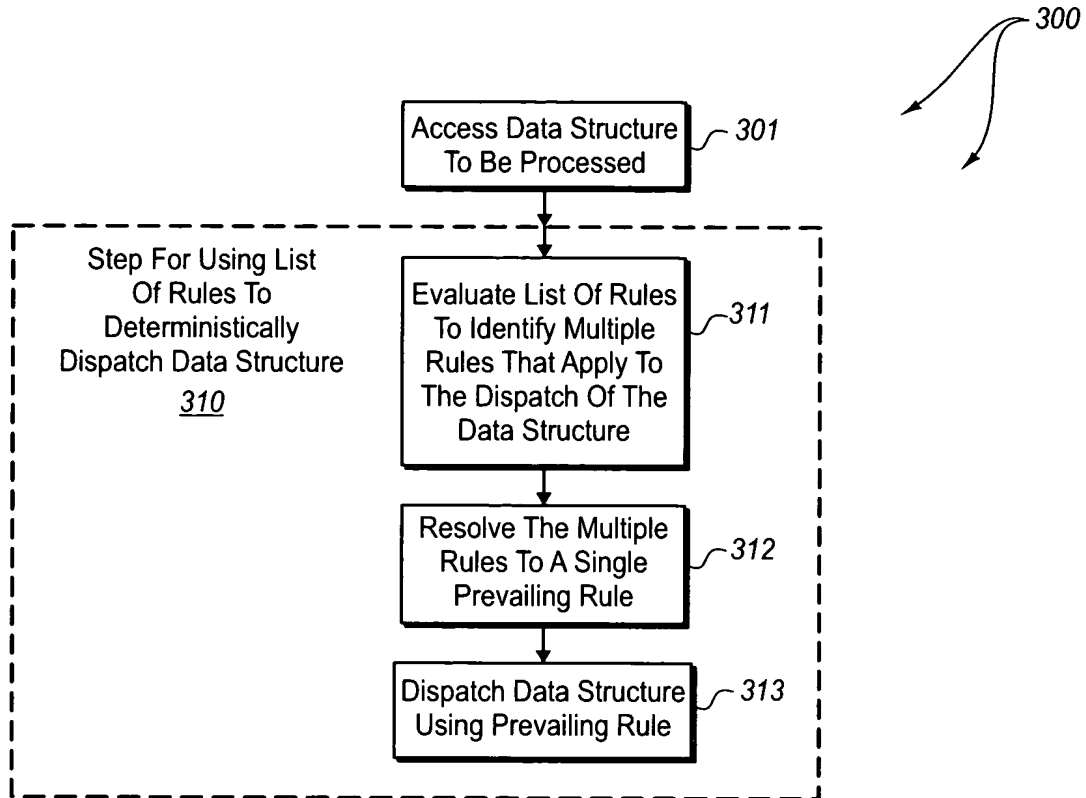 300
Access Data Structure
To Be Processed
301
Step For Using List
Of Rules To
Deterministically
Dispatch Data Structure
310
Evaluate List Of Rules
To Identify Multiple
Rules That Apply To
The Dispatch Of The
Data Structure
311
Resolve The Multiple
Rules To A Single
Prevailing Rule
312
Dispatch Data Structure
Using Prevailing Rule
313